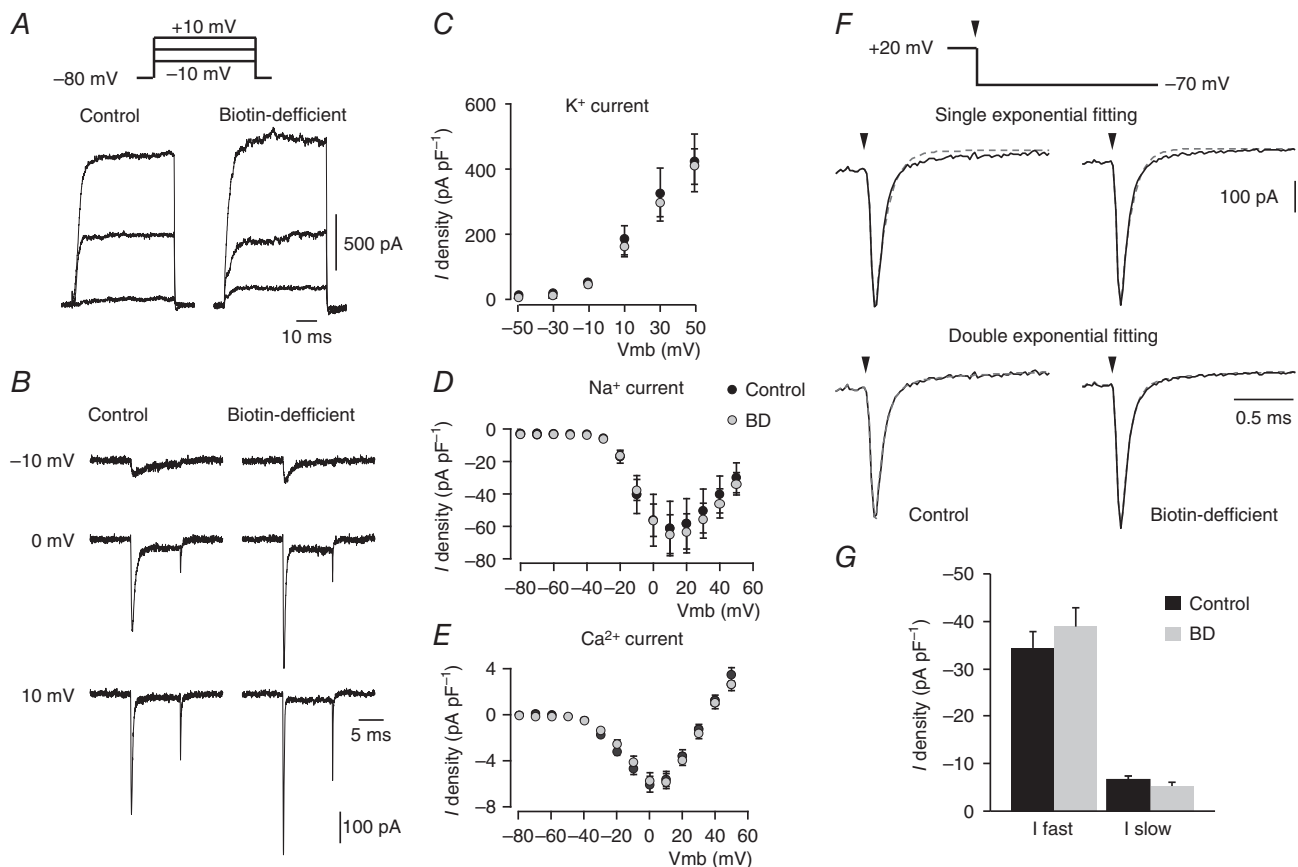 A
+10 mV
−80 mV
−10 mV
Control
Biotin-defficient
500 pA
10 ms
B
Control
Biotin-defficient
−10 mV
0 mV
10 mV
5 ms
100 pA
C
K⁺ current
I density (pA pF⁻¹)
600
400
200
0
−50 −30 −10 10 30 50
Vmb (mV)
D
Na⁺ current
Control
BD
I density (pA pF⁻¹)
0
−20
−40
−60
−80
−80 −60 −40 −20 0 20 40 60
Vmb (mV)
E
Ca²⁺ current
I density (pA pF⁻¹)
4
0
−4
−8
−80 −60 −40 −20 0 20 40 60
Vmb (mV)
F
+20 mV
−70 mV
Single exponential fitting
100 pA
Double exponential fitting
0.5 ms
Control
Biotin-defficient
G
I density (pA pF⁻¹)
−50
−40
−30
−20
−10
0
Control
BD
I fast
I slow